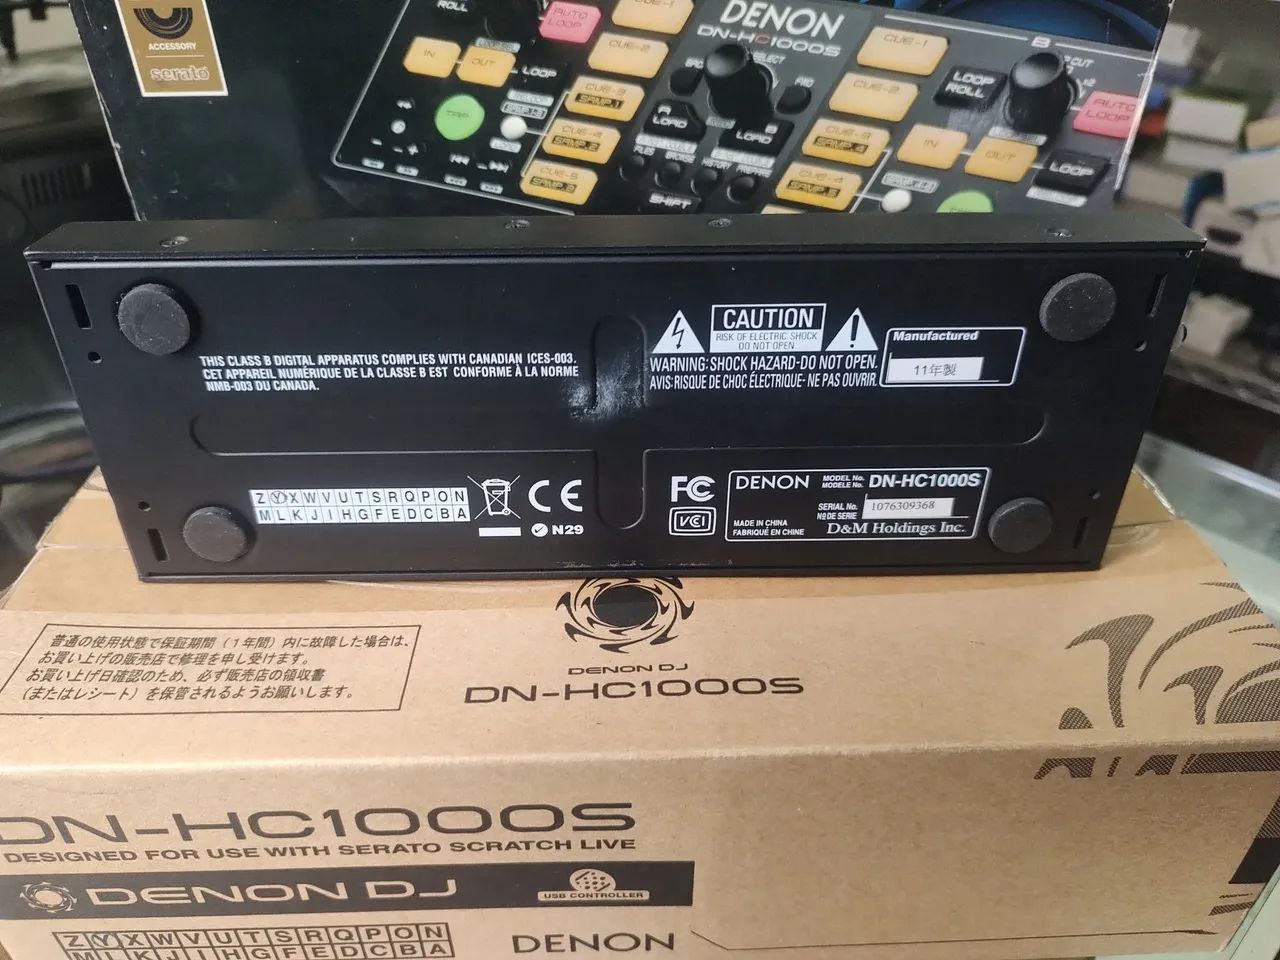 ROLL
AUTO
LOOP
CUE-1
DENON
DN-HC1000S
ACCESSORY
serato
IN
OUT
LOOP
CUE-2
CUE-3
SAMP.1
CUE-4
SAMP.2
CUE-5
SAMP.3
TAP
A
LOAD
B
LOAD
FILES
BROWSE
HISTORY
PREPARE
SHIFT
B
CUE-1
CUE-2
CUE-3
SAMP.4
CUE-4
SAMP.5
LOOP
ROLL
CUT
x2
AUTO
LOOP
IN
OUT
LOOP
THIS CLASS B DIGITAL APPARATUS COMPLIES WITH CANADIAN ICES-003.
CET APPAREIL NUMÉRIQUE DE LA CLASSE B EST CONFORME À LA NORME
NMB-003 DU CANADA.
CAUTION
RISK OF ELECTRIC SHOCK
DO NOT OPEN
WARNING: SHOCK HAZARD-DO NOT OPEN.
AVIS: RISQUE DE CHOC ÉLECTRIQUE- NE PAS OUVRIR.
Manufactured
11年製
Z Y X W V U T S R Q P O N
M L K J I H G F E D C B A
CE
N29
FC
VCI
DENON
MODEL No.
MODELE No.
DN-HC1000S
SERIAL No.
Nº DE SERIE
1076309368
MADE IN CHINA
FABRIQUÉ EN CHINE
D&M Holdings Inc.
普通の使用状態で保証期間(1年間)内に故障した場合は、
お買い上げの販売店で修理を申し受けます。
お買い上げ日確認のため、必ず販売店の領収書
(またはレシート)を保管されるようお願いします。
DENON DJ
DN-HC1000S
DN-HC1000S
DESIGNED FOR USE WITH SERATO SCRATCH LIVE
DENON DJ
USB CONTROLLER
Z Y X W V U T S R Q P O N
M L K J I H G F E D C B A
DENON